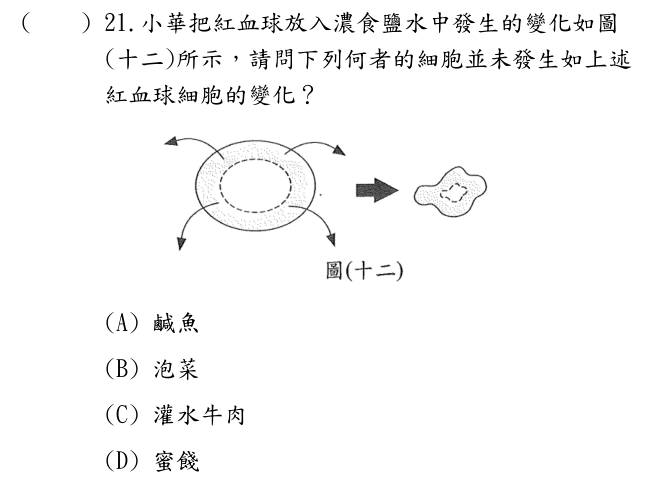 (　　) 21.小華把紅血球放入濃食鹽水中發生的變化如圖
(十二)所示，請問下列何者的細胞並未發生如上述
紅血球細胞的變化？
圖(十二)
(A) 鹹魚
(B) 泡菜
(C) 灌水牛肉
(D) 蜜餞